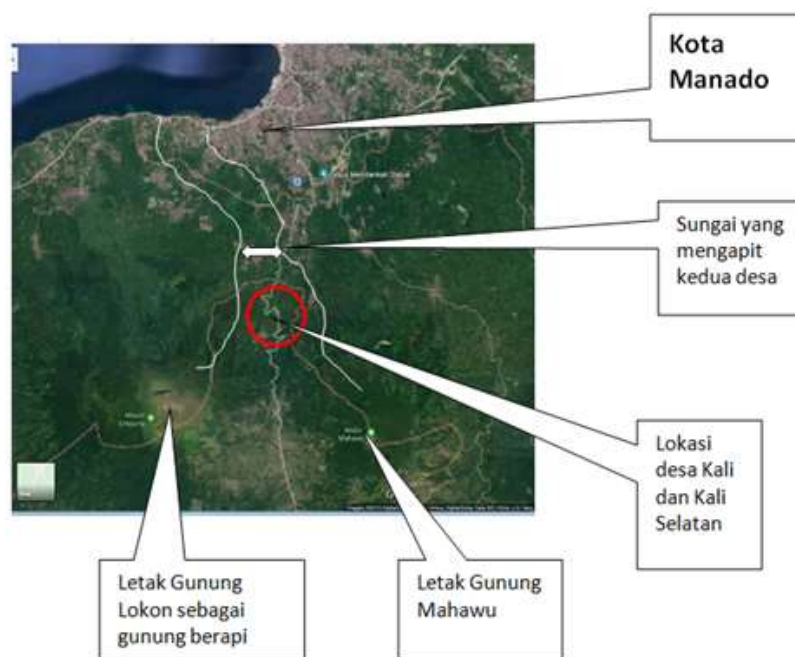 Kota
Manado
Sungai yang
mengapit
kedua desa
Lokasi
desa Kali
dan Kali
Selatan
Letak Gunung
Lokon sebagai
gunung berapi
Letak Gunung
Mahawu